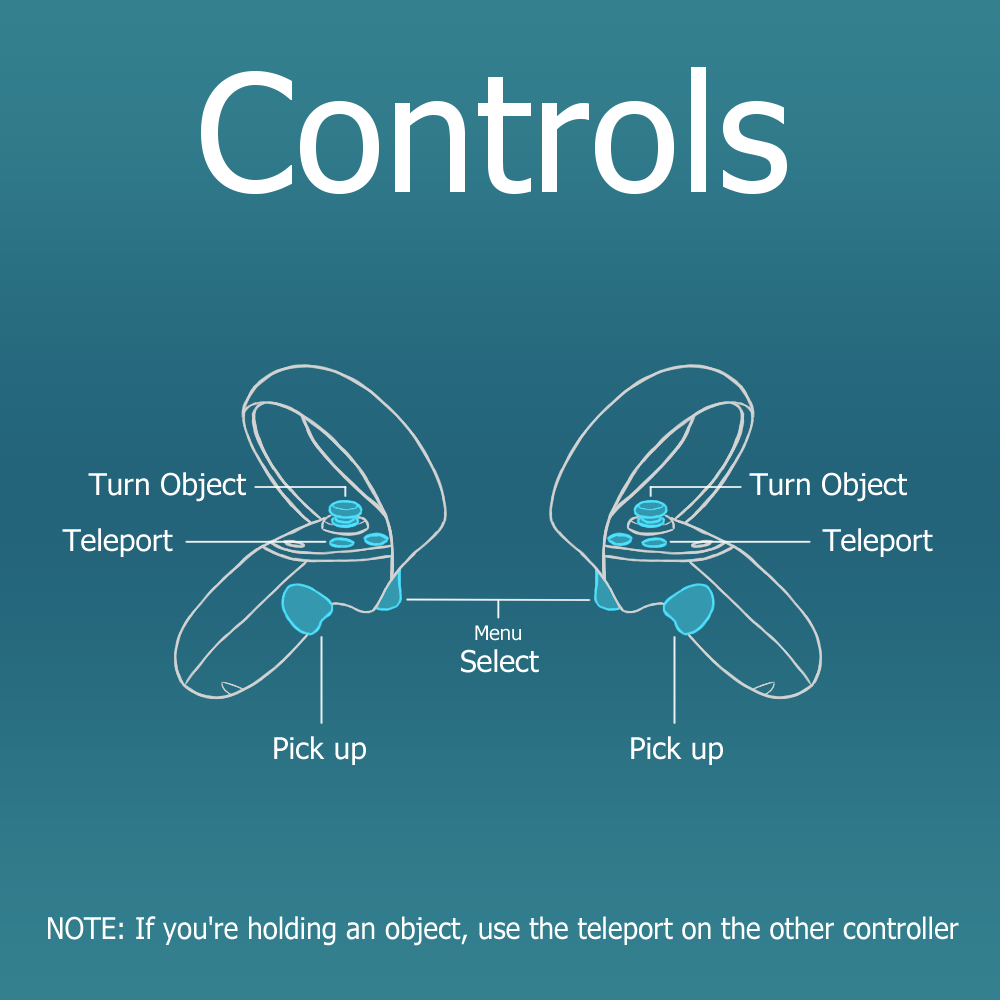 Controls
Turn Object
Turn Object
Teleport
Teleport
Menu
Select
Pick up
Pick up
NOTE: If you're holding an object, use the teleport on the other controller